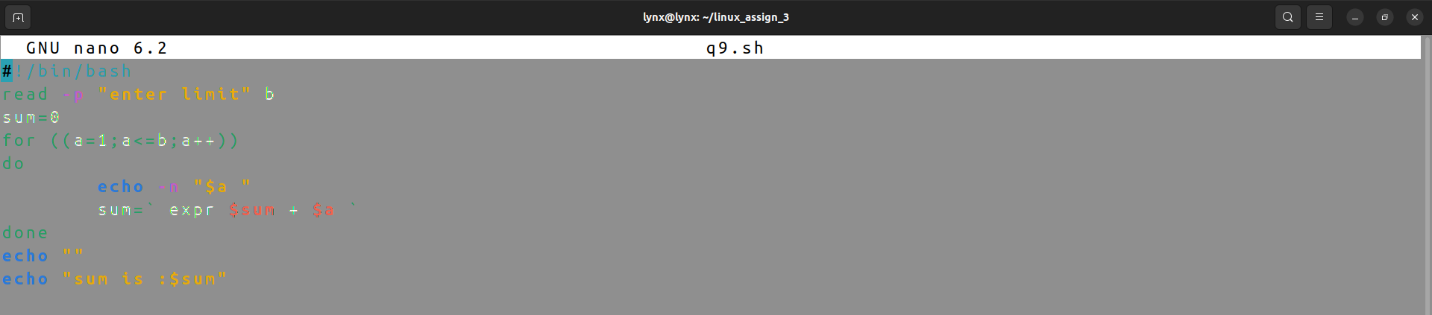 lynx@lynx: ~/linux_assign_3
GNU nano 6.2 q9.sh
#!/bin/bash
read -p "enter limit" b
sum=0
for ((a=1;a<=b;a++))
do
echo -n "$a "
sum=` expr $sum + $a `
done
echo ""
echo "sum is :$sum"